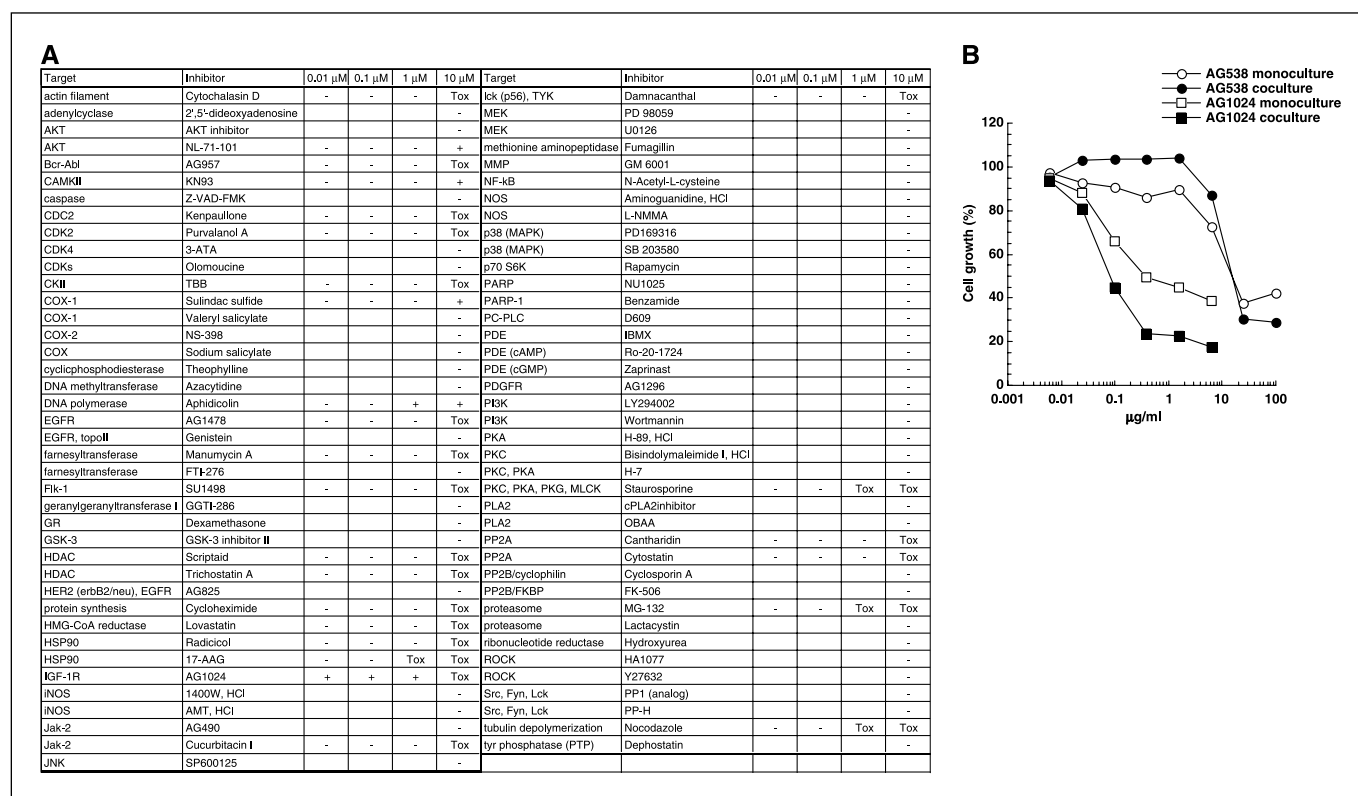 A
Target Inhibitor 0.01 μM 0.1 μM 1 μM 10 μM Target Inhibitor 0.01 μM 0.1 μM 1 μM 10 μM
actin filament Cytochalasin D - - - Tox lck (p56), TYK Damnacanthal - - - Tox
adenylcyclase 2',5'-dideoxyadenosine - MEK PD 98059 -
AKT AKT inhibitor - MEK U0126 -
AKT NL-71-101 - - - + methionine aminopeptidase Fumagillin -
Bcr-Abl AG957 - - - Tox MMP GM 6001 -
CAMKII KN93 - - - + NF-kB N-Acetyl-L-cysteine -
caspase Z-VAD-FMK - NOS Aminoguanidine, HCl -
CDC2 Kenpaullone - - - Tox NOS L-NMMA -
CDK2 Purvalanol A - - - Tox p38 (MAPK) PD169316 -
CDK4 3-ATA - p38 (MAPK) SB 203580 -
CDKs Olomoucine - p70 S6K Rapamycin -
CKII TBB - - - Tox PARP NU1025 -
COX-1 Sulindac sulfide - - - + PARP-1 Benzamide -
COX-1 Valeryl salicylate - PC-PLC D609 -
COX-2 NS-398 - PDE IBMX -
COX Sodium salicylate - PDE (cAMP) Ro-20-1724 -
cyclicphosphodiesterase Theophylline - PDE (cGMP) Zaprinast -
DNA methyltransferase Azacytidine - PDGFR AG1296 -
DNA polymerase Aphidicolin - - + + PI3K LY294002 -
EGFR AG1478 - - - Tox PI3K Wortmannin -
EGFR, topoII Genistein - PKA H-89, HCl -
farnesyltransferase Manumycin A - - - Tox PKC Bisindolymaleimide I, HCl -
farnesyltransferase FTI-276 - PKC, PKA H-7 -
Flk-1 SU1498 - - - Tox PKC, PKA, PKG, MLCK Staurosporine - - Tox Tox
geranylgeranyltransferase I GGTI-286 - PLA2 cPLA2inhibitor -
GR Dexamethasone - PLA2 OBAA -
GSK-3 GSK-3 inhibitor II - PP2A Cantharidin - - - Tox
HDAC Scriptaid - - - Tox PP2A Cytostatin - - - Tox
HDAC Trichostatin A - - - Tox PP2B/cyclophilin Cyclosporin A -
HER2 (erbB2/neu), EGFR AG825 - PP2B/FKBP FK-506 -
protein synthesis Cycloheximide - - - Tox proteasome MG-132 - - Tox Tox
HMG-CoA reductase Lovastatin - - - Tox proteasome Lactacystin -
HSP90 Radicicol - - - Tox ribonucleotide reductase Hydroxyurea -
HSP90 17-AAG - - Tox Tox ROCK HA1077 -
IGF-1R AG1024 + + + Tox ROCK Y27632 -
iNOS 1400W, HCl - Src, Fyn, Lck PP1 (analog) -
iNOS AMT, HCl - Src, Fyn, Lck PP-H -
Jak-2 AG490 - tubulin depolymerization Nocodazole - - Tox Tox
Jak-2 Cucurbitacin I - - - Tox tyr phosphatase (PTP) Dephostatin -
JNK SP600125 -
B
AG538 monoculture
AG538 coculture
AG1024 monoculture
AG1024 coculture
120
100
80
60
40
20
0
Cell growth (%)
0.001 0.01 0.1 1 10 100
μg/ml